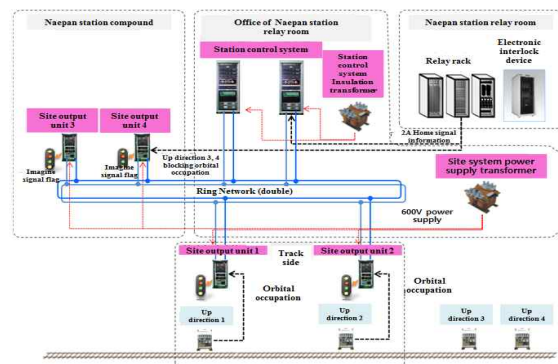 Naepan station compound
Office of Naepan station
relay room
Naepan station relay room
Station control system
Station
control
system
Insulation
transformer
Electronic
interlock
device
Relay rack
Site output
unit 3
Site output
unit 4
2A Home signal
information
Up direction 3, 4
blocking orbital
occupation
Imagine
signal flag
Imagine
signal flag
Ring Network (double)
Site system power
supply transformer
600V power
supply
Site output unit 1
Track
side
Site output unit 2
Orbital
occupation
Orbital
occupation
Up
direction 1
Up
direction 2
Up
direction 3
Up
direction 4